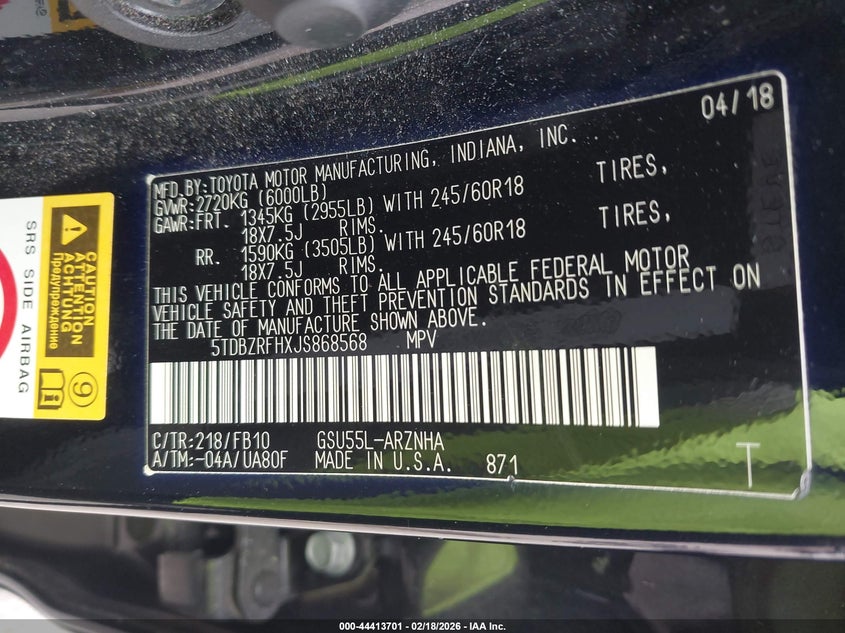 04/18
MFD.BY:TOYOTA MOTOR MANUFACTURING, INDIANA, INC.
GVWR:2720KG (6000LB)
GAWR:FRT. 1345KG (2955LB) WITH 245/60R18 TIRES,
18X7.5J RIMS.
RR. 1590KG (3505LB) WITH 245/60R18 TIRES,
18X7.5J RIMS.
THIS VEHICLE CONFORMS TO ALL APPLICABLE FEDERAL MOTOR
VEHICLE SAFETY AND THEFT PREVENTION STANDARDS IN EFFECT ON
THE DATE OF MANUFACTURE SHOWN ABOVE.
5TDBZRFHXJS868568 MPV
C/TR:218/FB10 GSU55L-ARZNHA
A/TM:-04A/UA80F MADE IN U.S.A. 871
T
SRS SIDE AIRBAG
CAUTION
ATTENTION
ACHTUNG
Предупреждение
9
000-44413701 - 02/18/2026 - IAA Inc.